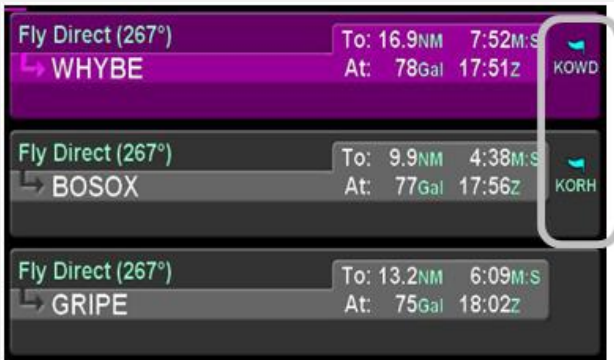 Fly Direct (267°) To: 16.9NM 7:52M:S
WHYBE At: 78Gal 17:51Z KOWD
Fly Direct (267°) To: 9.9NM 4:38M:S
BOSOX At: 77Gal 17:56Z KORH
Fly Direct (267°) To: 13.2NM 6:09M:S
GRIPE At: 75Gal 18:02Z